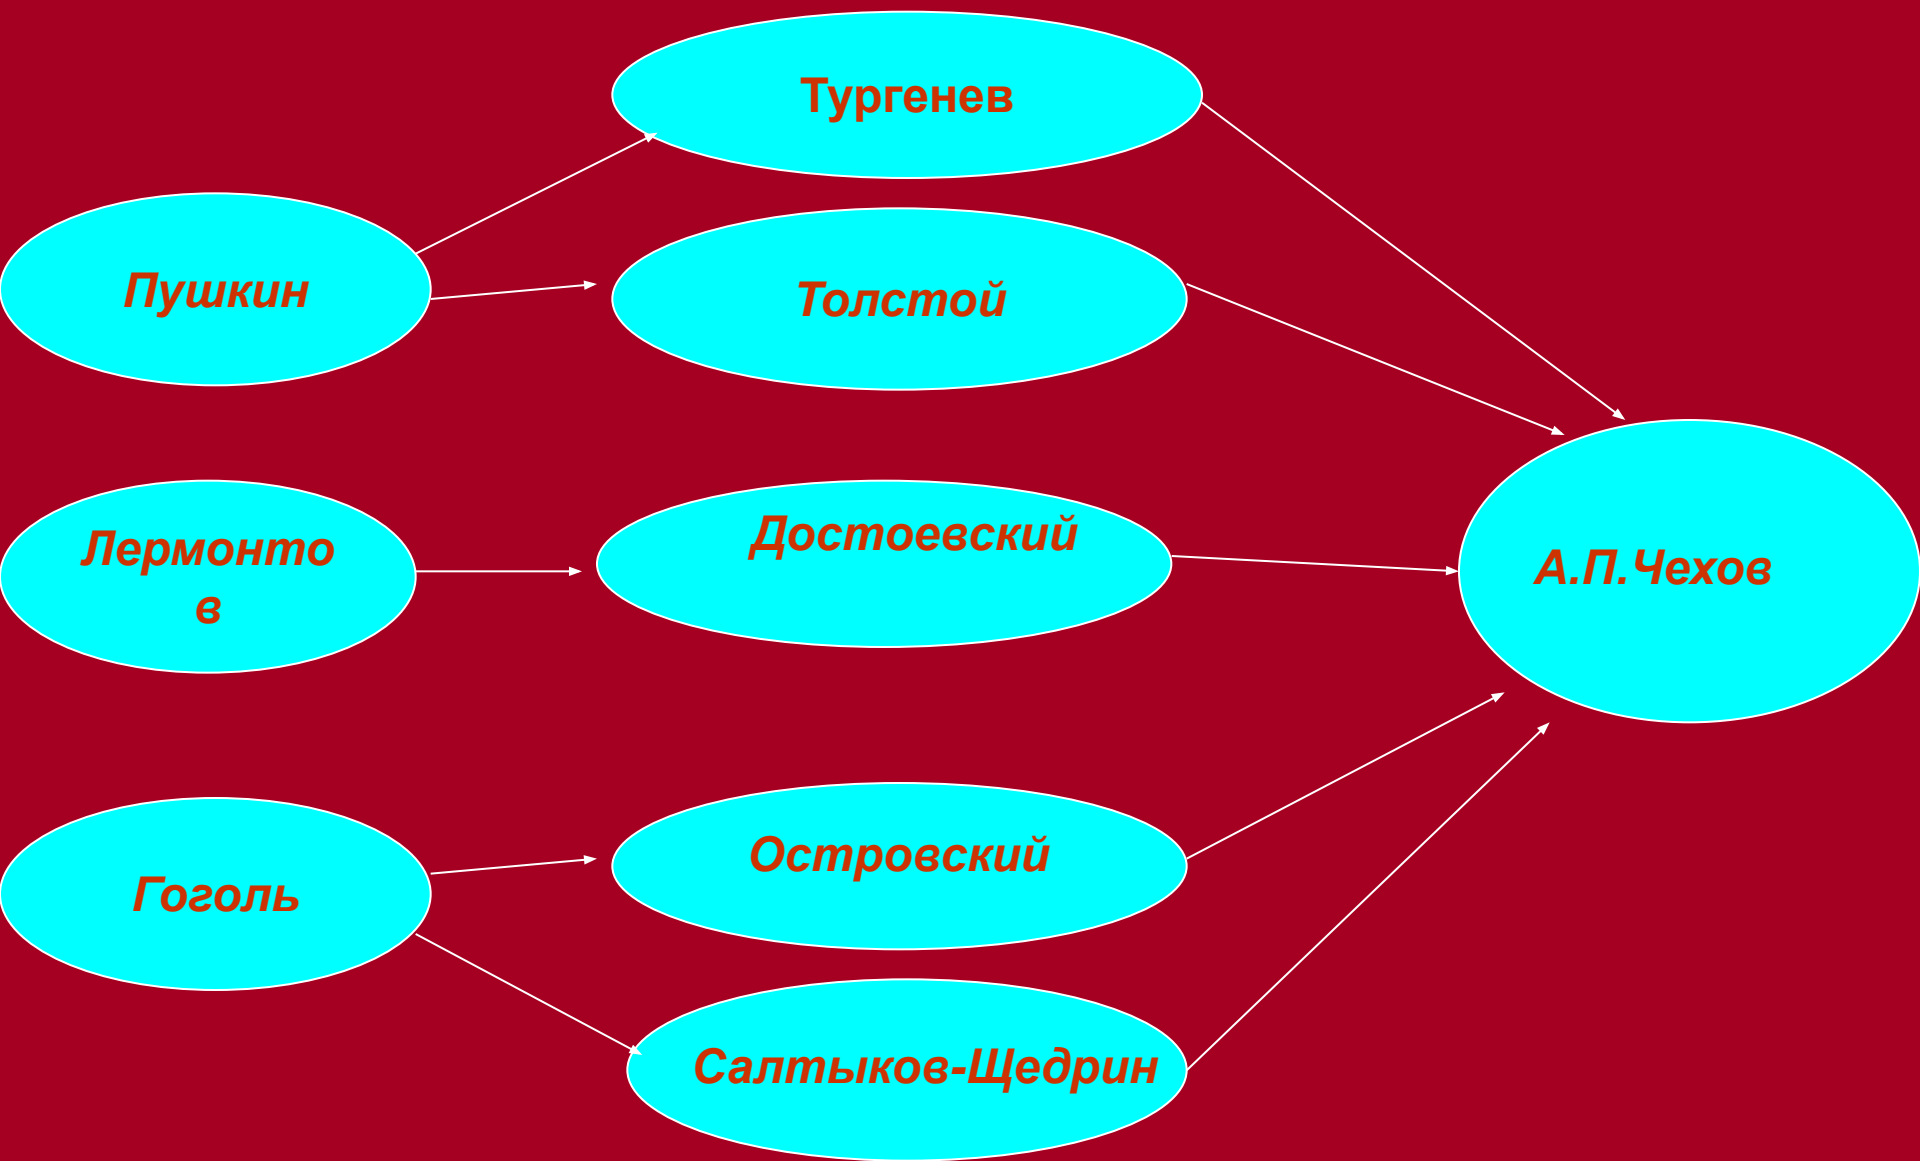 Тургенев
Пушкин
Толстой
Лермонто
в
Достоевский
А.П.Чехов
Гоголь
Островский
Салтыков-Щедрин